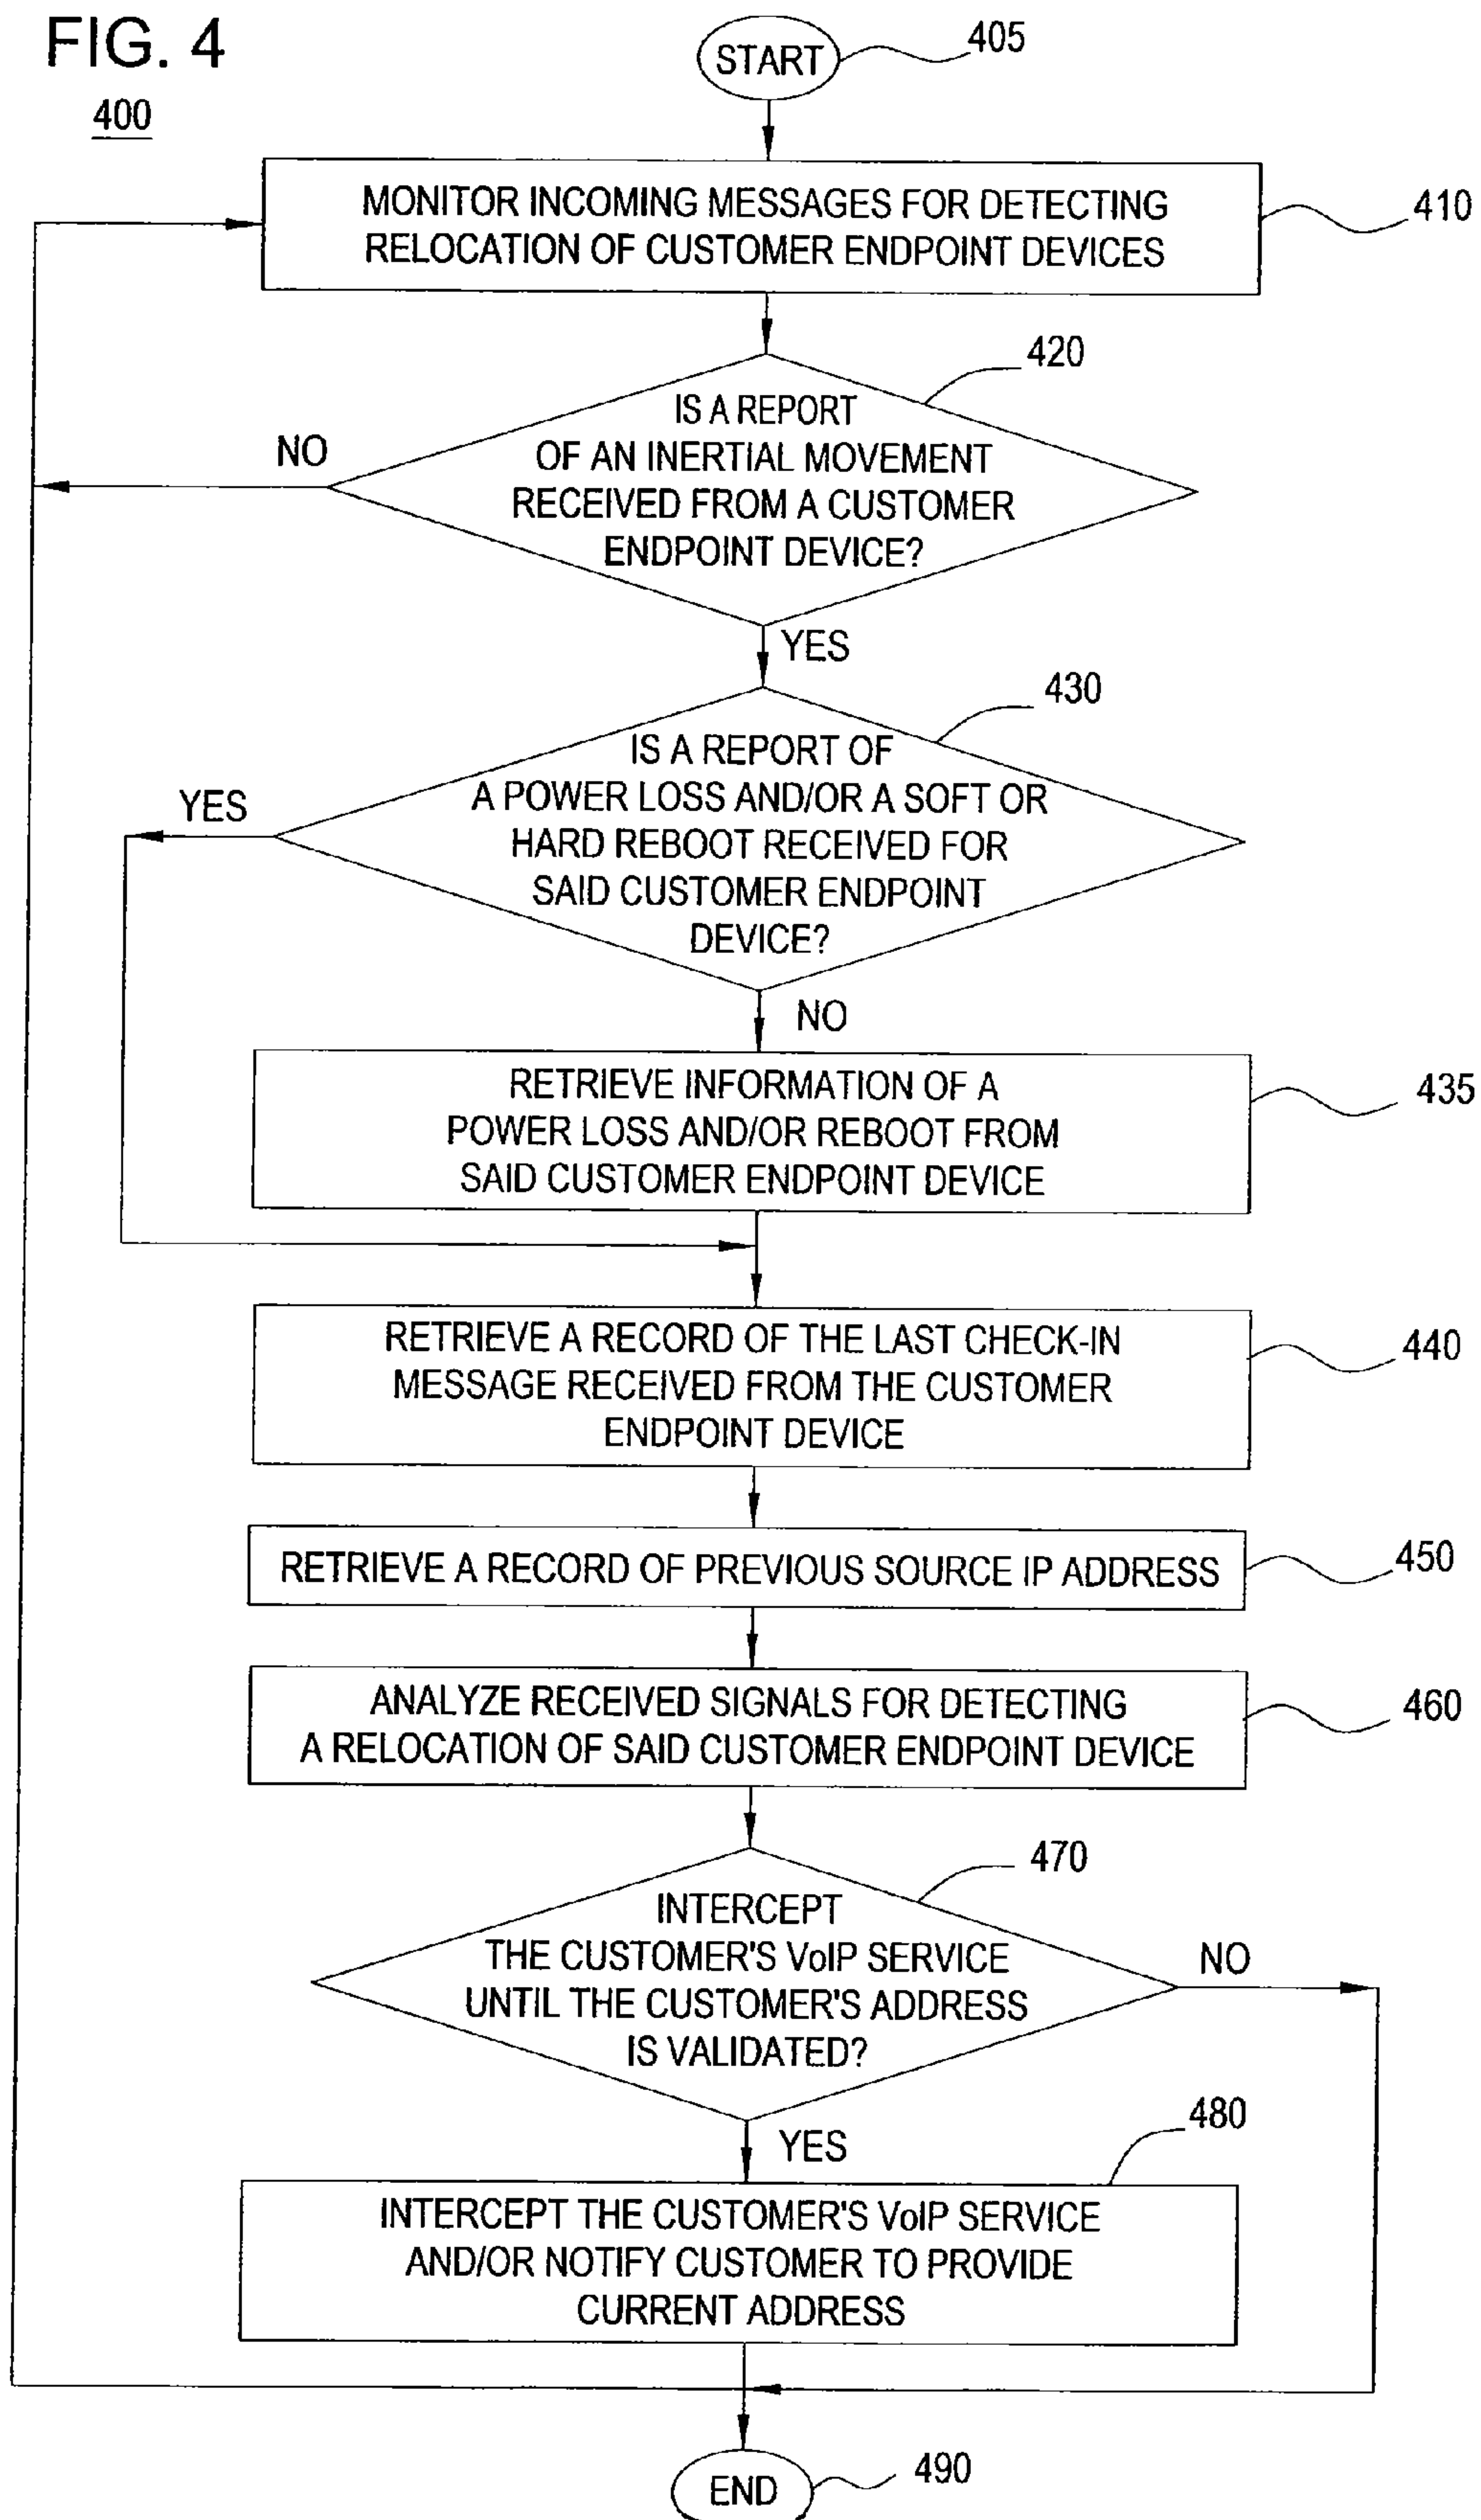 FIG. 4
400
START
405
MONITOR INCOMING MESSAGES FOR DETECTING
RELOCATION OF CUSTOMER ENDPOINT DEVICES
410
420
IS A REPORT
OF AN INERTIAL MOVEMENT
RECEIVED FROM A CUSTOMER
ENDPOINT DEVICE?
NO
YES
430
IS A REPORT OF
A POWER LOSS AND/OR A SOFT OR
HARD REBOOT RECEIVED FOR
SAID CUSTOMER ENDPOINT
DEVICE?
YES
NO
RETRIEVE INFORMATION OF A
POWER LOSS AND/OR REBOOT FROM
SAID CUSTOMER ENDPOINT DEVICE
435
RETRIEVE A RECORD OF THE LAST CHECK-IN
MESSAGE RECEIVED FROM THE CUSTOMER
ENDPOINT DEVICE
440
RETRIEVE A RECORD OF PREVIOUS SOURCE IP ADDRESS
450
ANALYZE RECEIVED SIGNALS FOR DETECTING
A RELOCATION OF SAID CUSTOMER ENDPOINT DEVICE
460
470
INTERCEPT
THE CUSTOMER'S VoIP SERVICE
UNTIL THE CUSTOMER'S ADDRESS
IS VALIDATED?
NO
YES
480
INTERCEPT THE CUSTOMER'S VoIP SERVICE
AND/OR NOTIFY CUSTOMER TO PROVIDE
CURRENT ADDRESS
END
490